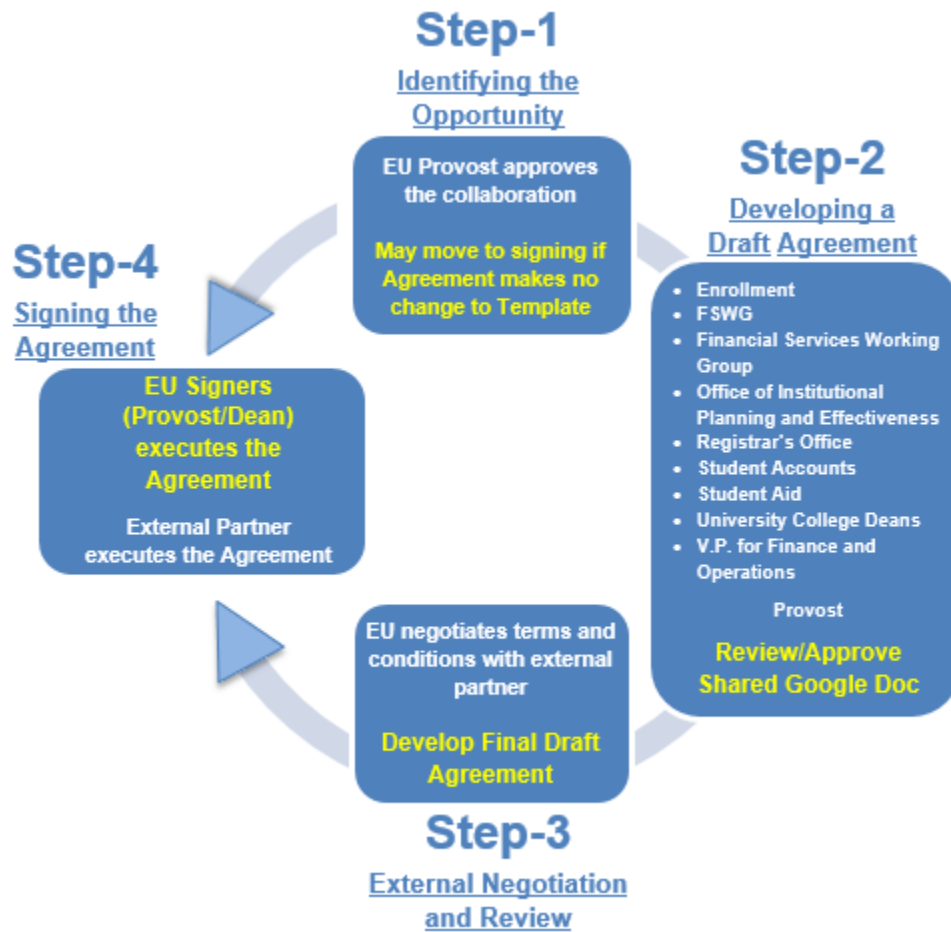 Step-1
Identifying the
Opportunity
EU Provost approves
the collaboration
May move to signing if
Agreement makes no
change to Template
Step-2
Developing a
Draft Agreement
• Enrollment
• FSWG
• Financial Services Working
Group
• Office of Institutional
Planning and Effectiveness
• Registrar's Office
• Student Accounts
• Student Aid
• University College Deans
• V.P. for Finance and
Operations
Provost
Review/Approve
Shared Google Doc
EU negotiates terms and
conditions with external
partner
Develop Final Draft
Agreement
Step-3
External Negotiation
and Review
Step-4
Signing the
Agreement
EU Signers
(Provost/Dean)
executes the
Agreement
External Partner
executes the Agreement